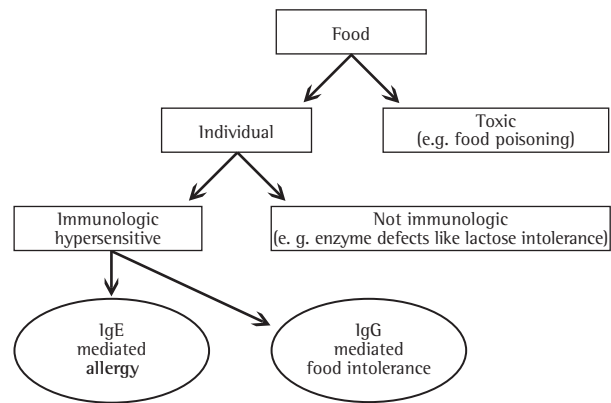 Food
Individual
Toxic
(e.g. food poisoning)
Immunologic
hypersensitive
Not immunologic
(e. g. enzyme defects like lactose intolerance)
IgE
mediated
allergy
IgG
mediated
food intolerance